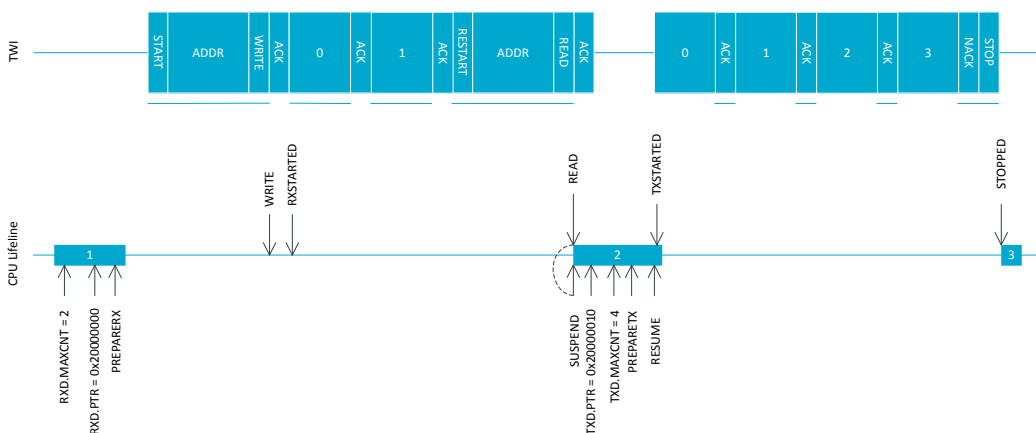 TWI
START
ADDR
WRITE
ACK
0
ACK
1
ACK
RESTART
ADDR
READ
ACK
0
ACK
1
ACK
2
ACK
3
NACK
STOP
WRITE
RXSTARTED
READ
TXSTARTED
STOPPED
CPU Lifeline
1
2
3
RXD.MAXCNT = 2
RXD.PTR = 0x20000000
PREPARERX
SUSPEND
TXD.PTR = 0x20000010
TXD.MAXCNT = 4
PREPARETX
RESUME